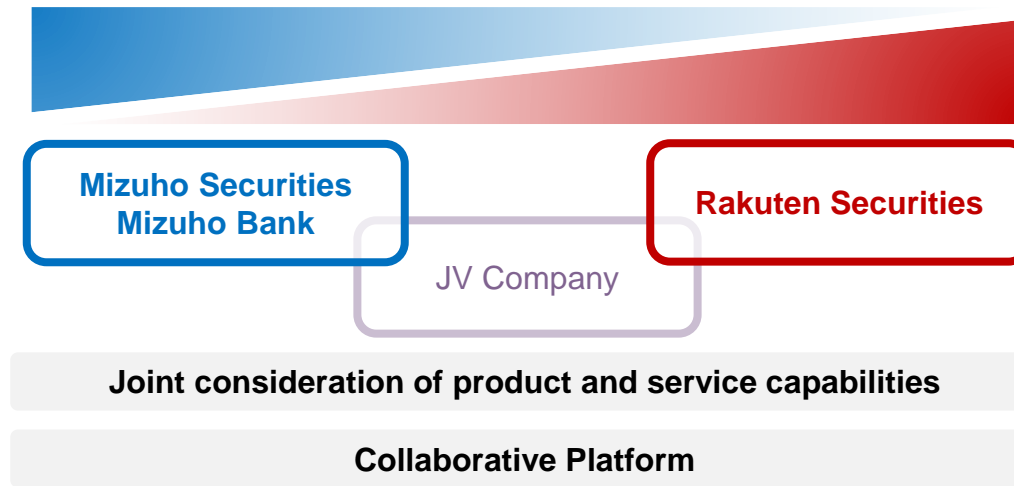 Mizuho Securities
Mizuho Bank
Rakuten Securities
JV Company
Joint consideration of product and service capabilities
Collaborative Platform